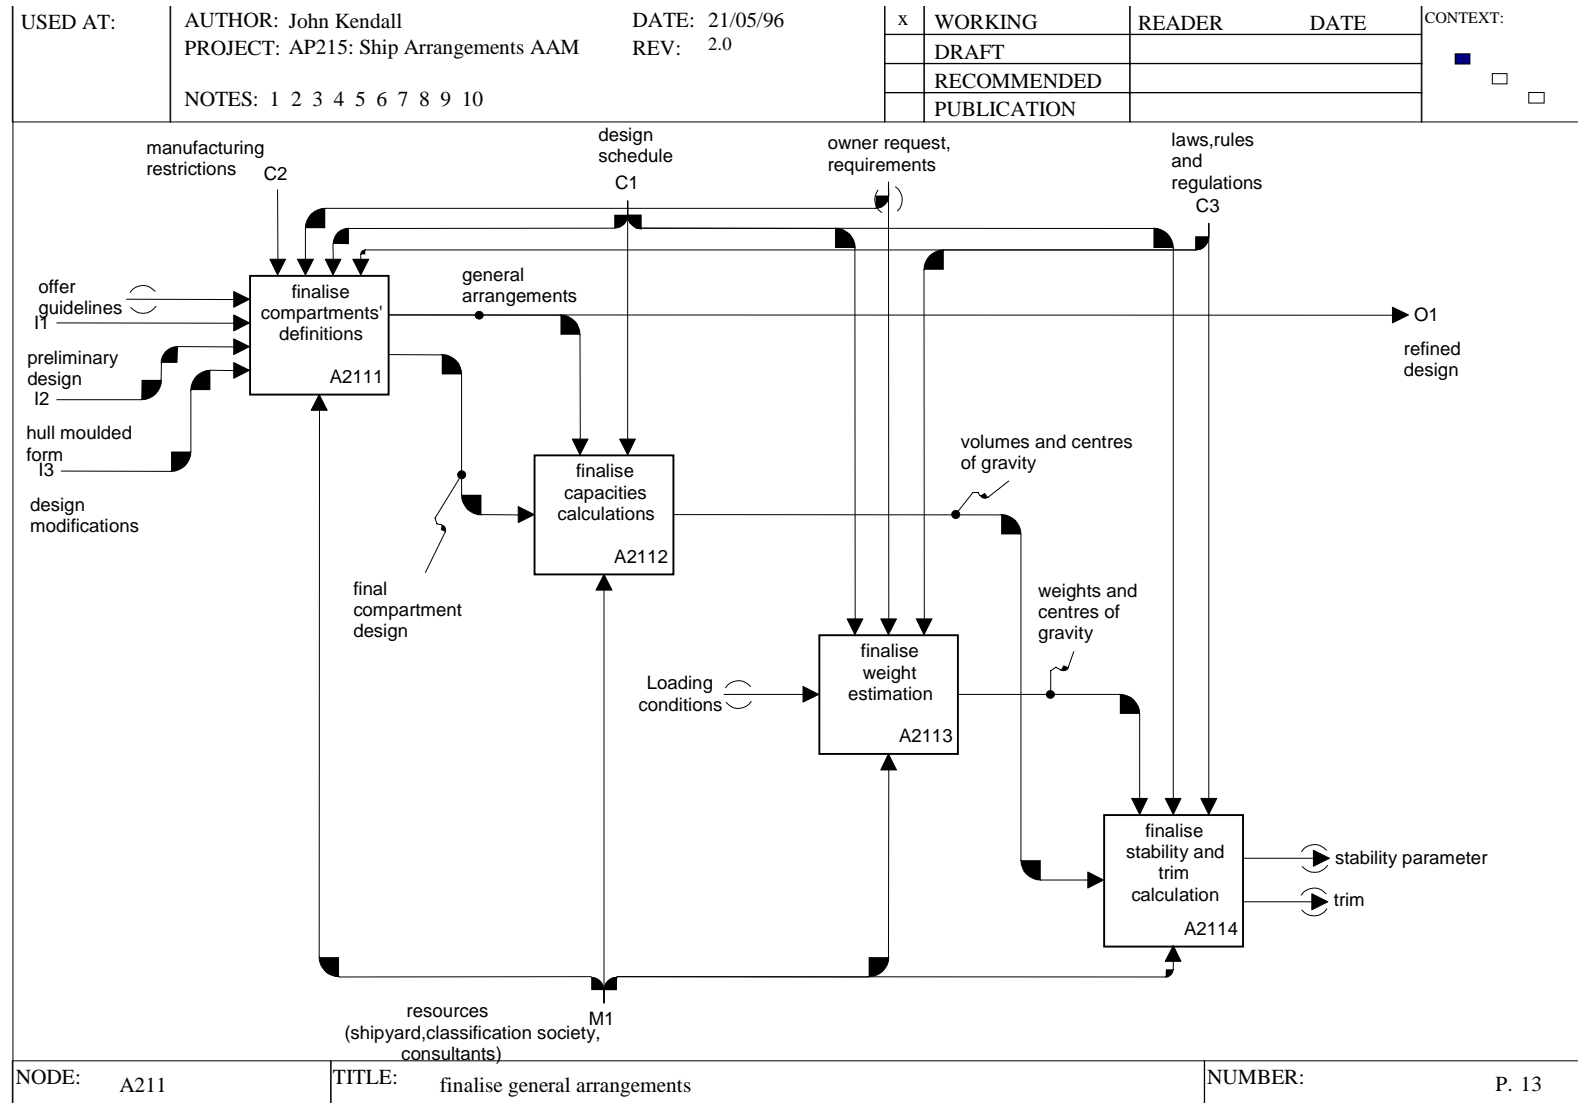 USED AT:
AUTHOR: John Kendall
DATE: 21/05/96
PROJECT: AP215: Ship Arrangements AAM
REV: 2.0
NOTES: 1 2 3 4 5 6 7 8 9 10
x WORKING
DRAFT
RECOMMENDED
PUBLICATION
READER DATE
CONTEXT:
manufacturing
restrictions
C2
design
schedule
C1
owner request,
requirements
laws,rules
and
regulations
C3
offer
guidelines
I1
preliminary
design
I2
hull moulded
form
I3
design
modifications
finalise
compartments'
definitions
A2111
general
arrangements
O1
refined
design
final
compartment
design
finalise
capacities
calculations
A2112
volumes and centres
of gravity
weights and
centres of
gravity
Loading
conditions
finalise
weight
estimation
A2113
finalise
stability and
trim
calculation
A2114
stability parameter
trim
resources
(shipyard,classification society,
consultants)
M1
NODE: A211
TITLE: finalise general arrangements
NUMBER:
P. 13